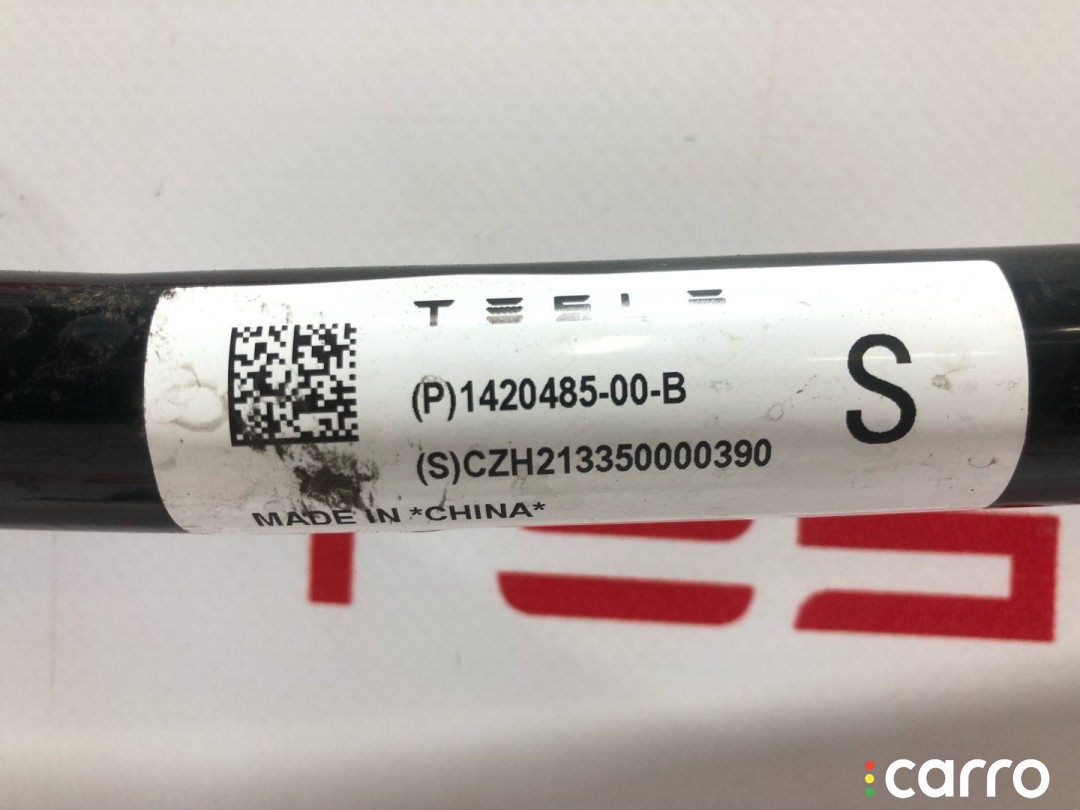 TESLA
(P)1420485-00-B
S
(S)CZH213350000390
MADE IN *CHINA*
carro